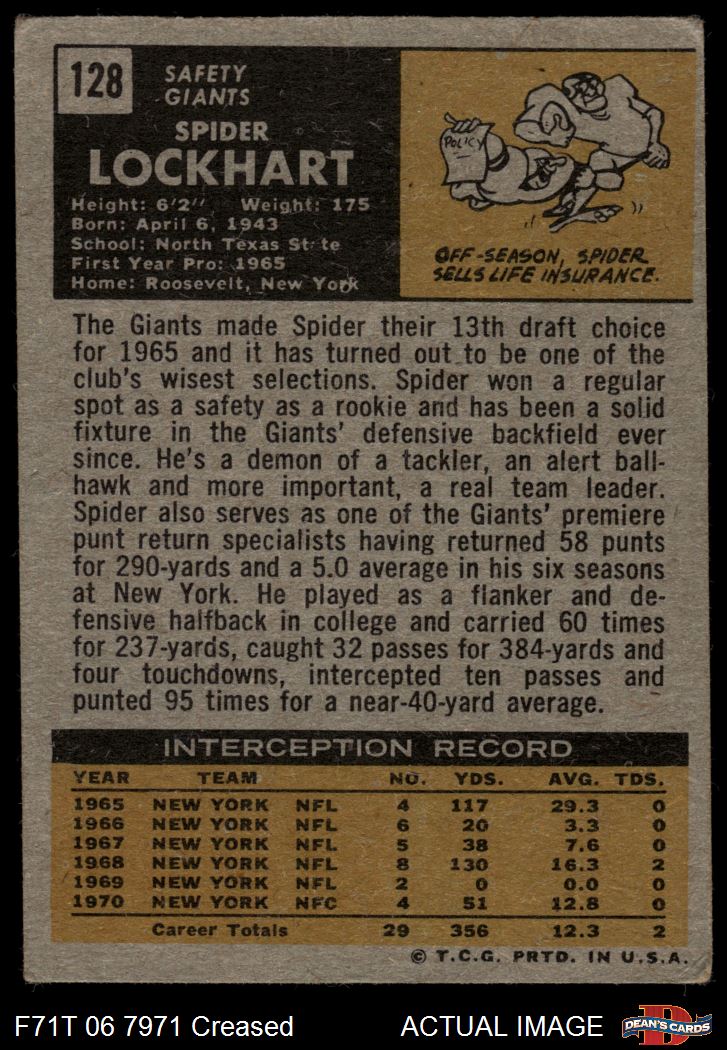 128
SAFETY
GIANTS
SPIDER
LOCKHART
Height: 6'2" Weight: 175
Born: April 6, 1943
School: North Texas State
First Year Pro: 1965
Home: Roosevelt, New York
POLICY
OFF-SEASON, SPIDER
SELLS LIFE INSURANCE.
The Giants made Spider their 13th draft choice
for 1965 and it has turned out to be one of the
club's wisest selections. Spider won a regular
spot as a safety as a rookie and has been a solid
fixture in the Giants' defensive backfield ever
since. He's a demon of a tackler, an alert ball-
hawk and more important, a real team leader.
Spider also serves as one of the Giants' premiere
punt return specialists having returned 58 punts
for 290-yards and a 5.0 average in his six seasons
at New York. He played as a flanker and de-
fensive halfback in college and carried 60 times
for 237-yards, caught 32 passes for 384-yards and
four touchdowns, intercepted ten passes and
punted 95 times for a near-40-yard average.
INTERCEPTION RECORD
YEAR TEAM NO. YDS. AVG. TDS.
1965 NEW YORK NFL 4 117 29.3 0
1966 NEW YORK NFL 6 20 3.3 0
1967 NEW YORK NFL 5 38 7.6 0
1968 NEW YORK NFL 8 130 16.3 2
1969 NEW YORK NFL 2 0 0.0 0
1970 NEW YORK NFC 4 51 12.8 0
Career Totals 29 356 12.3 2
© T.C.G. PRTD. IN U.S.A.
F71T 06 7971 Creased ACTUAL IMAGE
D
DEAN'S CARDS